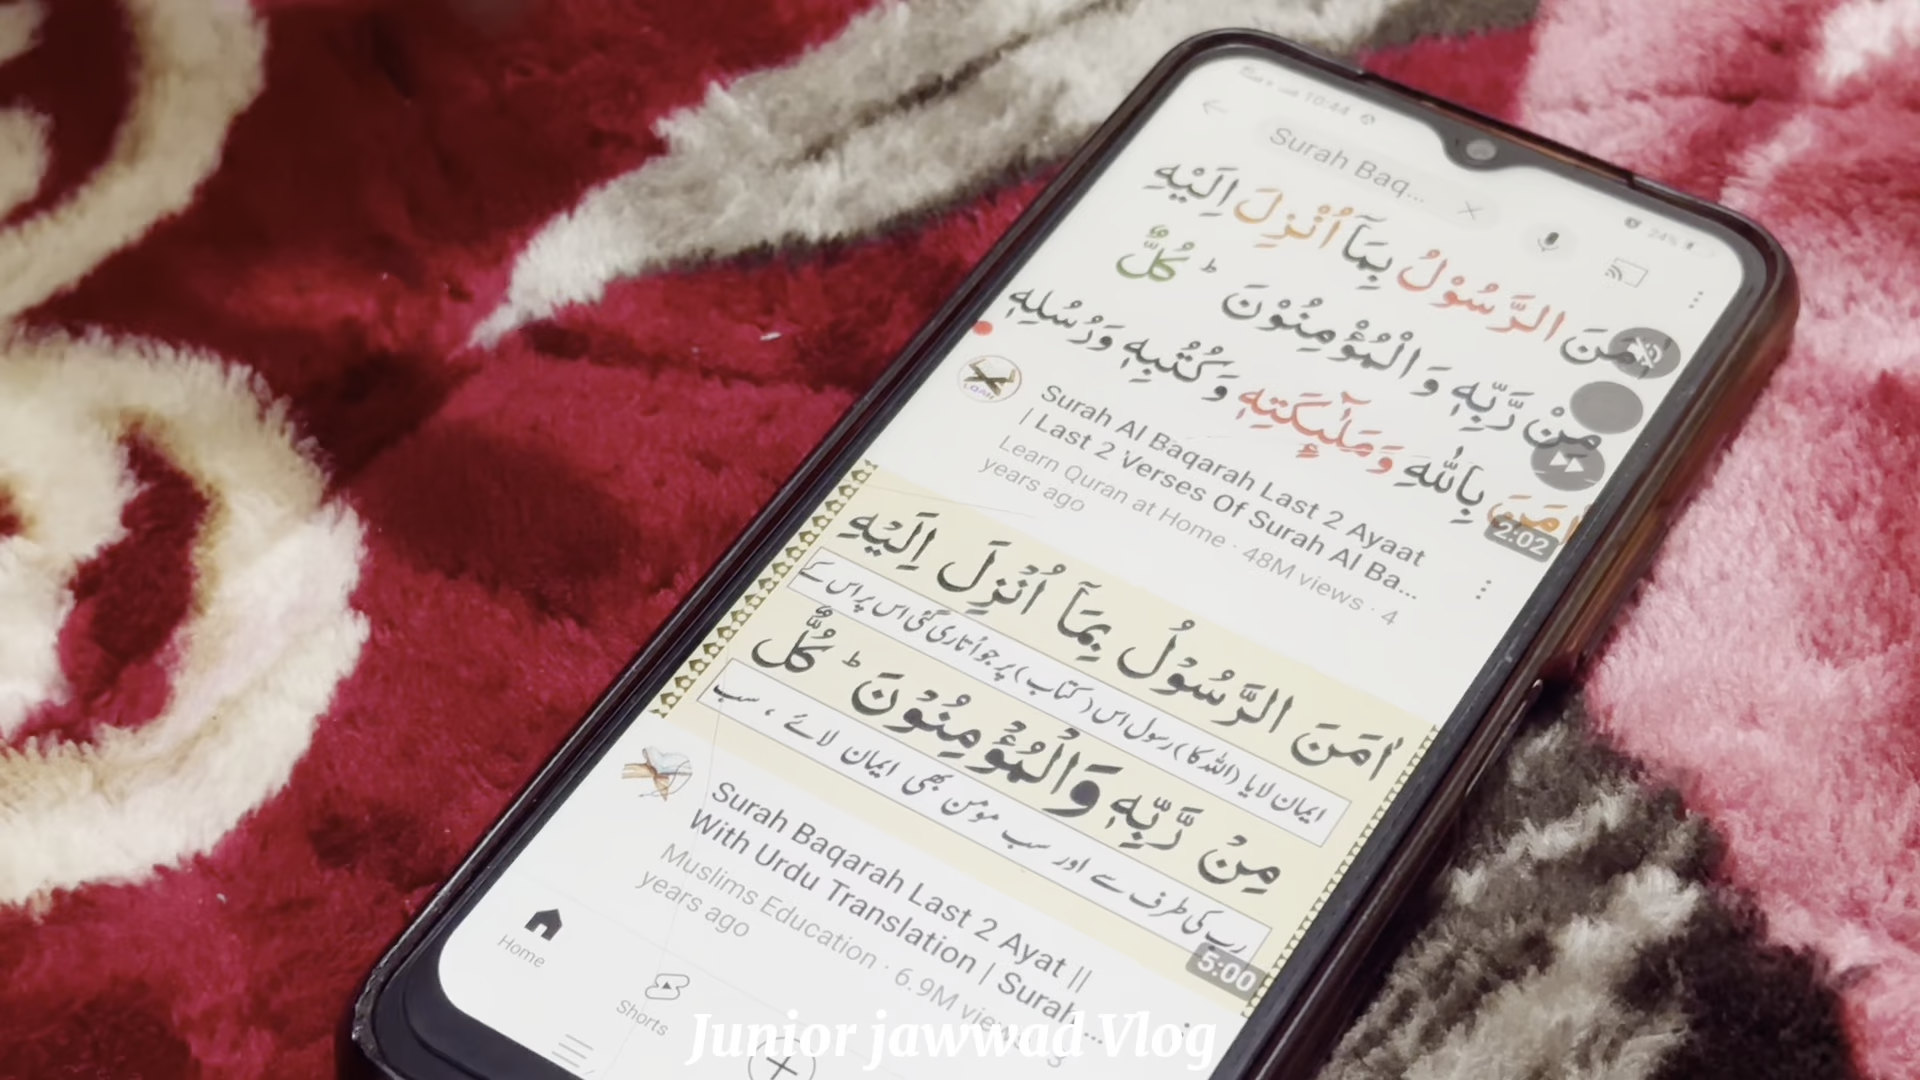 10:44
24%
Surah Baq...
مَنَ الرَّسُوْلُ بِمَآ اُنْزِلَ اِلَيْهِ
مِنْ رَّبِّهٖ وَ الْمُؤْمِنُوْنَ ؕ كُلٌّ
اٰمَنَ بِاللّٰهِ وَمَلٰٓئِكَتِهٖ وَكُتُبِهٖ وَرُسُلِهٖ
2:02
Surah Al Baqarah Last 2 Ayaat
| Last 2 Verses Of Surah Al Ba...
Learn Quran at Home · 48M views · 4
years ago
اٰمَنَ الرَّسُوْلُ بِمَآ اُنْزِلَ اِلَيْهِ
ایمان لایا (اللہ کا) رسول اس (کتاب) پر جو اُتاری گئی اس پر اس کے
مِنْ رَّبِّهٖ وَالْمُؤْمِنُوْنَ ؕ كُلٌّ
رب کی طرف سے اور سب مومن بھی ایمان لائے ، سب
5:00
Surah Baqarah Last 2 Ayat ||
With Urdu Translation | Surah...
Muslims Education · 6.9M views
years ago
Home
Shorts
Junior jawwad Vlog